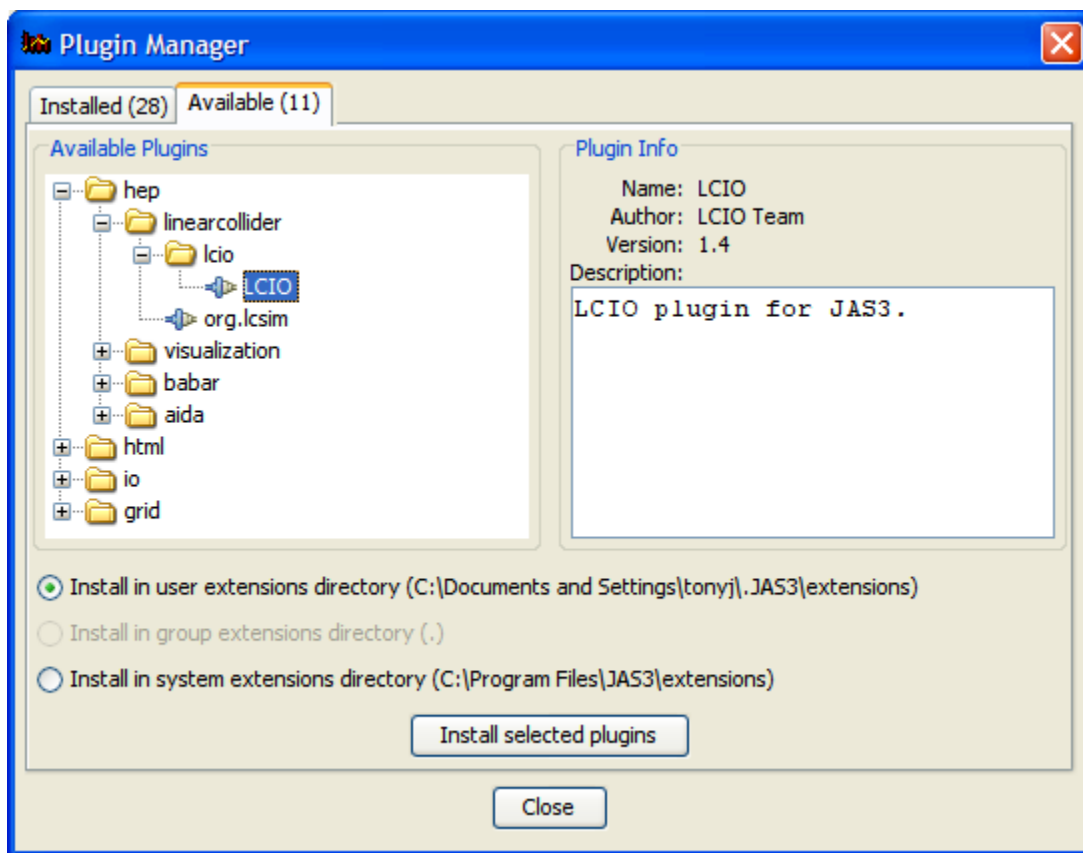 Plugin Manager
Installed (28) Available (11)
Available Plugins
hep
linearcollider
lcio
LCIO
org.lcsim
visualization
babar
aida
html
io
grid
Plugin Info
Name: LCIO
Author: LCIO Team
Version: 1.4
Description:
LCIO plugin for JAS3.
Install in user extensions directory (C:\Documents and Settings\tonyj\.JAS3\extensions)
Install in group extensions directory (.)
Install in system extensions directory (C:\Program Files\JAS3\extensions)
Install selected plugins
Close